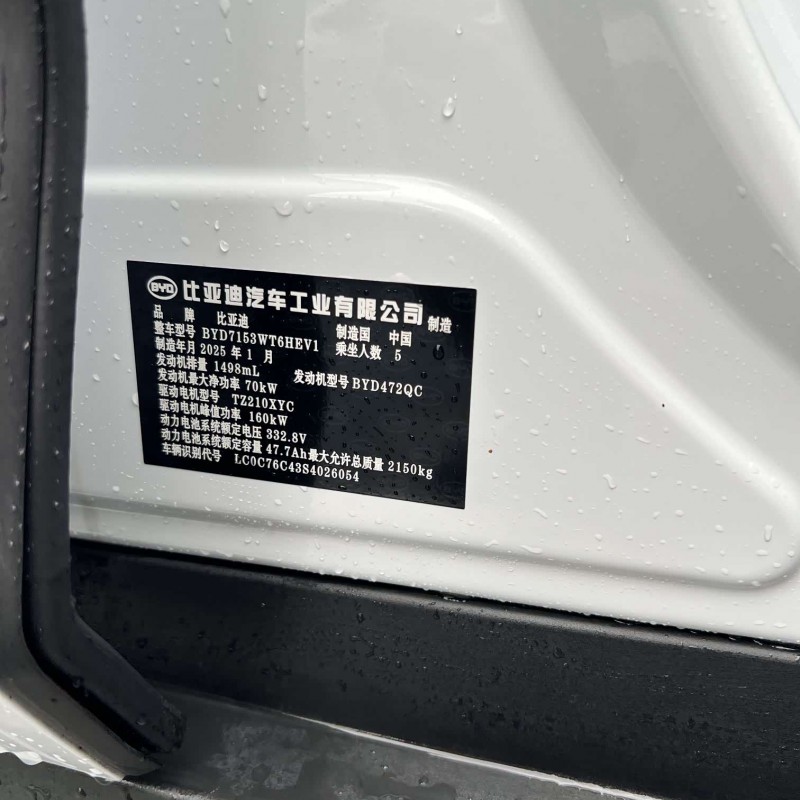 BYD 比亚迪汽车工业有限公司 制造
品 牌 比亚迪 制造国 中国
整车型号 BYD7153WT6HEV1 乘坐人数 5
制造年月 2025 年 1 月
发动机排量 1498mL 发动机型号 BYD472QC
发动机最大净功率 70kW
驱动电机型号 TZ210XYC
驱动电机峰值功率 160kW
动力电池系统额定电压 332.8V
动力电池系统额定容量 47.7Ah 最大允许总质量 2150kg
车辆识别代号 LC0C76C43S4026054